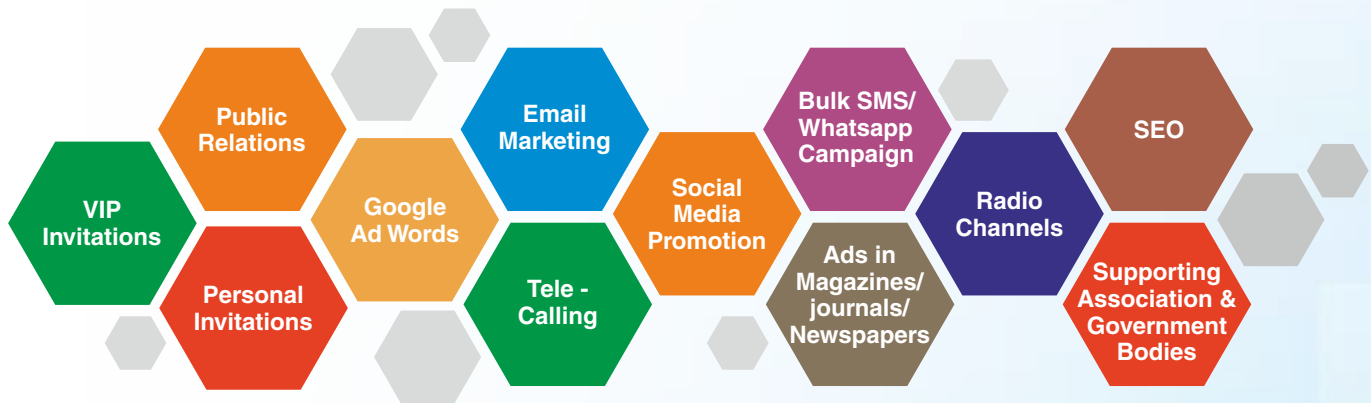 VIP
Invitations
Public
Relations
Personal
Invitations
Google
Ad Words
Email
Marketing
Tele -
Calling
Social
Media
Promotion
Bulk SMS/
Whatsapp
Campaign
Ads in
Magazines/
journals/
Newspapers
Radio
Channels
SEO
Supporting
Association &
Government
Bodies